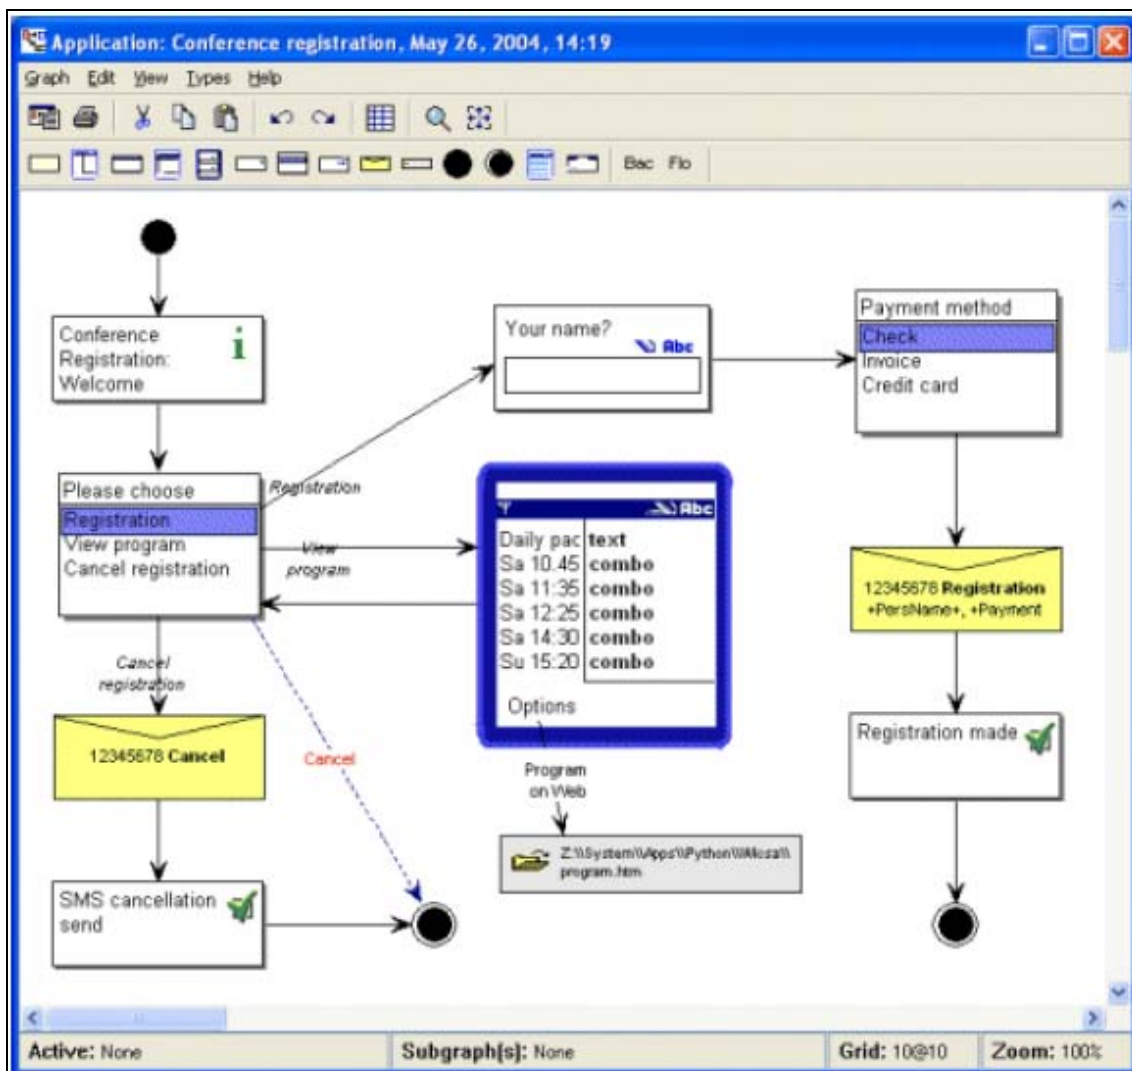 Application: Conference registration, May 26, 2004, 14:19
Graph Edit View Types Help
Bac Flo
Conference
Registration:
Welcome
Your name?
Abc
Payment method
Check
Invoice
Credit card
Please choose
Registration
View program
Cancel registration
Registration
View
program
Abc
Daily pac text
Sa 10.45 combo
Sa 11:35 combo
Sa 12:25 combo
Sa 14:30 combo
Su 15:20 combo
Options
12345678 Registration
+PersName+, +Payment
Cancel
registration
12345678 Cancel
Cancel
Registration made
Program
on Web
program.htm
SMS cancellation
send
Active: None
Subgraph(s): None
Grid: 10@10
Zoom: 100%